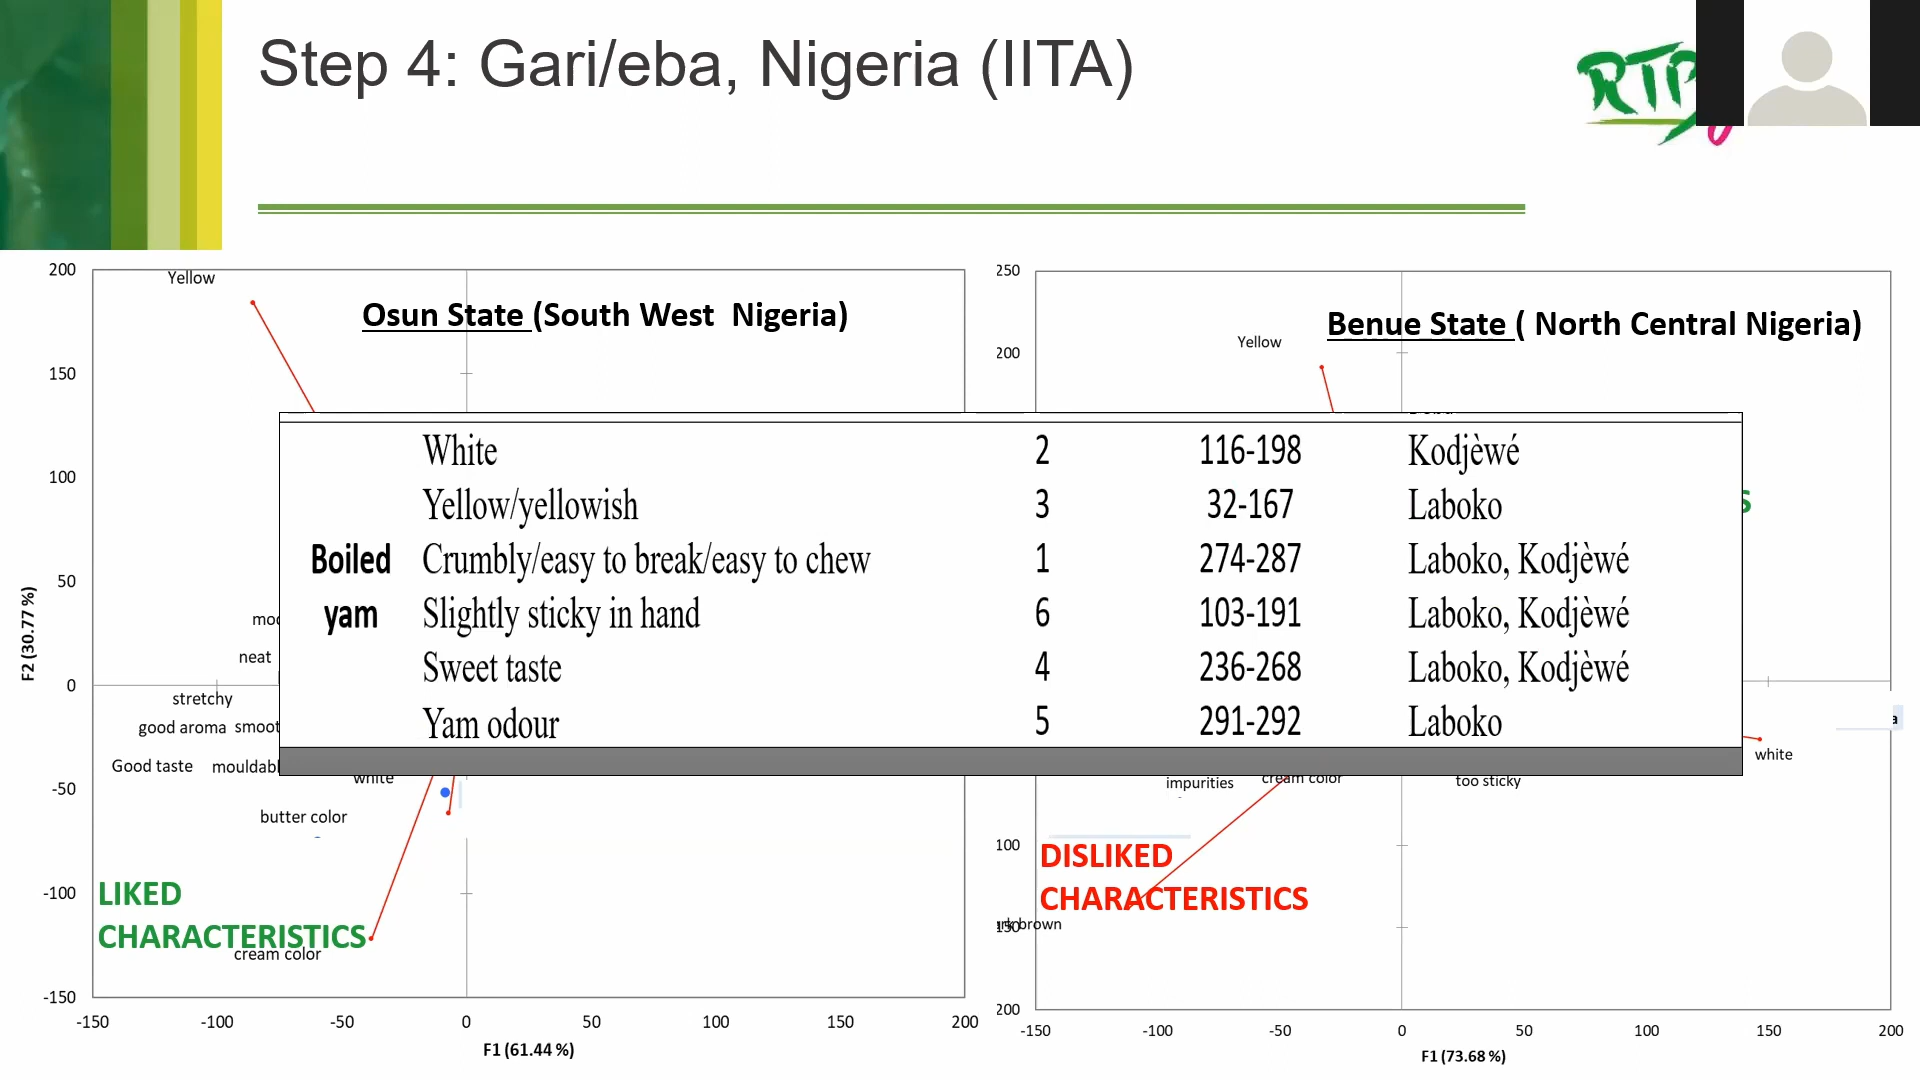 Step 4: Gari/eba, Nigeria (IITA)
RTB
Osun State (South West Nigeria)
Yellow
200
150
100
50
0
-50
-100
-150
F2 (30.77 %)
neat
stretchy
good aroma
Good taste
white
butter color
LIKED
CHARACTERISTICS
cream color
-150 -100 -50 0 50 100 150 200
F1 (61.44 %)
White 2 116-198 Kodjèwé
Yellow/yellowish 3 32-167 Laboko
Boiled Crumbly/easy to break/easy to chew 1 274-287 Laboko, Kodjèwé
yam Slightly sticky in hand 6 103-191 Laboko, Kodjèwé
Sweet taste 4 236-268 Laboko, Kodjèwé
Yam odour 5 291-292 Laboko
Benue State ( North Central Nigeria)
Yellow
250
200
white
impurities cream color too sticky
100
DISLIKED
CHARACTERISTICS
brown
200
-150 -100 -50 0 50 100 150 200
F1 (73.68 %)